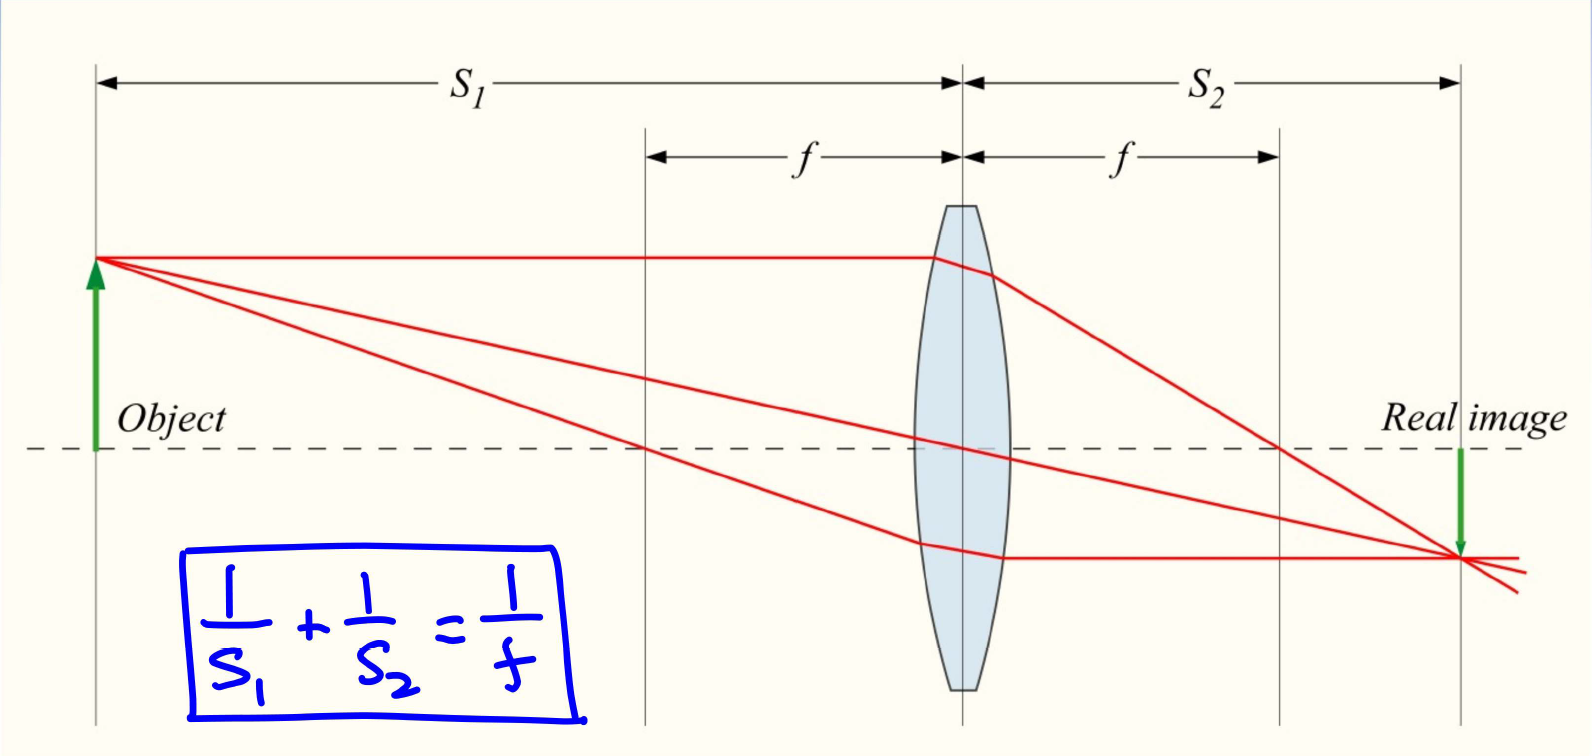 S₁ S₂
f f
Object
Real image
1/S₁ + 1/S₂ = 1/f